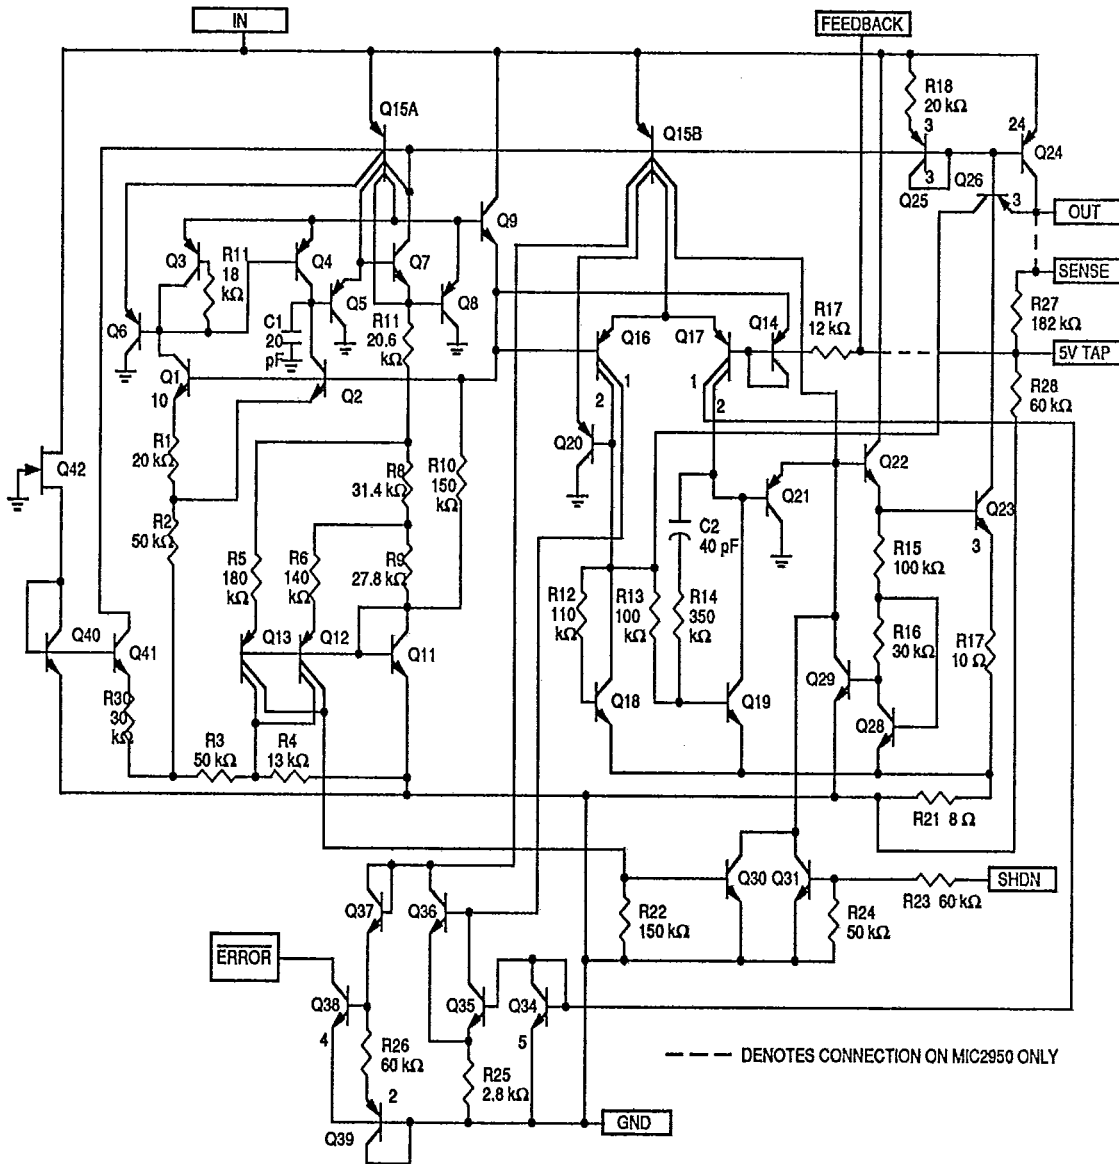 IN
FEEDBACK
R18
20 kΩ
Q15A
Q15B
3
3
24
Q24
Q25
Q26
3
OUT
Q9
SENSE
Q3
R11
18
kΩ
Q4
Q7
Q5
Q8
Q6
C1
20
pF
R11
20.6
kΩ
Q16
Q17
Q14
R17
12 kΩ
R27
182 kΩ
5V TAP
R28
60 kΩ
Q1
10
Q2
1
2
1
2
R1
20 kΩ
Q20
Q42
R8
31.4 kΩ
R10
150
kΩ
Q21
Q22
Q23
3
R2
50 kΩ
C2
40 pF
R5
180
kΩ
R6
140
kΩ
R9
27.8 kΩ
R15
100 kΩ
R12
110
kΩ
R13
100
kΩ
R14
350
kΩ
R16
30 kΩ
R17
10 Ω
Q40
Q41
Q13
Q12
Q11
Q18
Q19
Q29
Q28
R30
30
kΩ
R3
50 kΩ
R4
13 kΩ
R21 8 Ω
Q37
Q36
Q30
Q31
SHDN
R23 60 kΩ
R22
150 kΩ
R24
50 kΩ
ERROR
Q38
4
Q35
Q34
5
R26
60 kΩ
R25
2.8 kΩ
DENOTES CONNECTION ON MIC2950 ONLY
2
Q39
GND